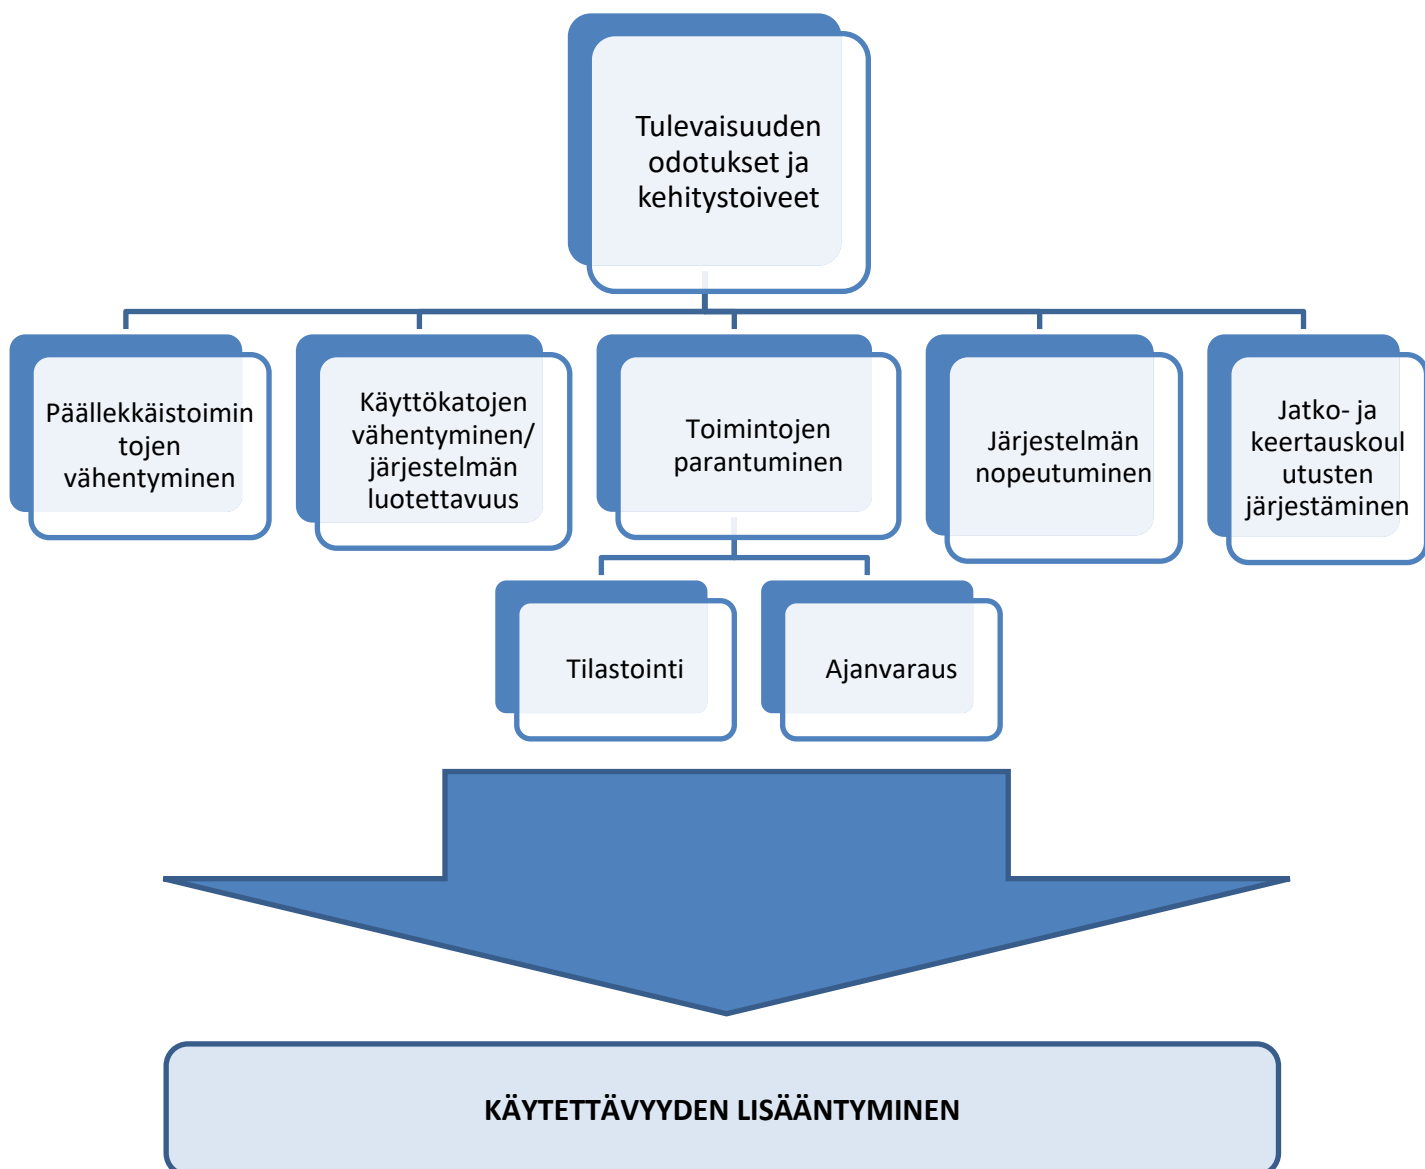 Tulevaisuuden
odotukset ja
kehitystoiveet
Päällekkäistoimin
tojen
vähentyminen
Käyttökatojen
vähentyminen/
järjestelmän
luotettavuus
Toimintojen
parantuminen
Järjestelmän
nopeutuminen
Jatko- ja
keertauskoul
utusten
järjestäminen
Tilastointi
Ajanvaraus
KÄYTETTÄVYYDEN LISÄÄNTYMINEN